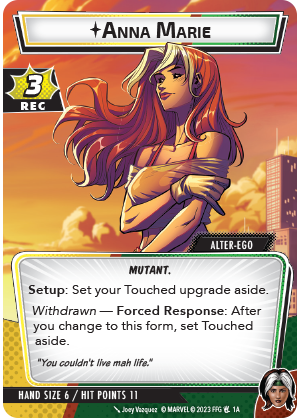 Anna Marie
3
REC
ALTER-EGO
MUTANT.
Setup: Set your Touched upgrade aside.
Withdrawn — Forced Response: After
you change to this form, set Touched
aside.
"You couldn't live mah life."
HAND SIZE 6 / HIT POINTS 11
Joey Vazquez © MARVEL © 2023 FFG 1A